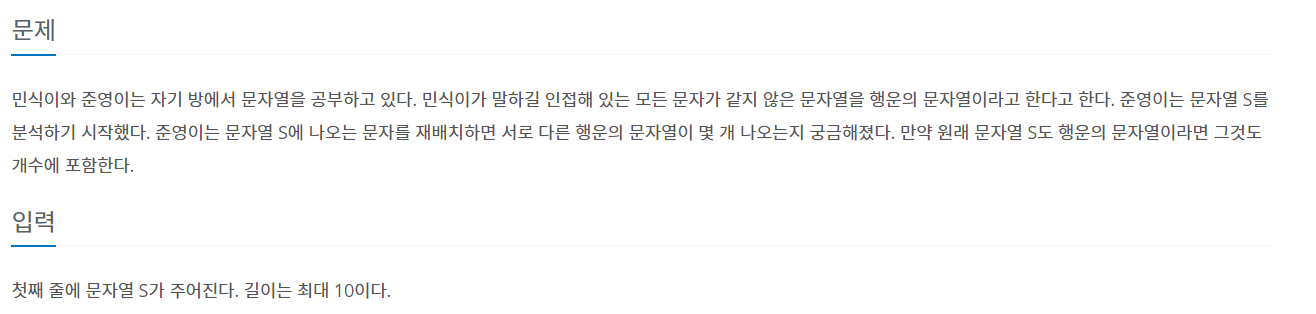 문제
민식이와 준영이는 자기 방에서 문자열을 공부하고 있다. 민식이가 말하길 인접해 있는 모든 문자가 같지 않은 문자열을 행운의 문자열이라고 한다고 한다. 준영이는 문자열 S를
분석하기 시작했다. 준영이는 문자열 S에 나오는 문자를 재배치하면 서로 다른 행운의 문자열이 몇 개 나오는지 궁금해졌다. 만약 원래 문자열 S도 행운의 문자열이라면 그것도
개수에 포함한다.
입력
첫째 줄에 문자열 S가 주어진다. 길이는 최대 10이다.